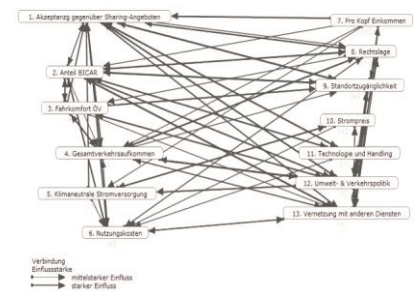 1. Akzeptanzg gegenüber Sharing-Angeboten
7. Pro Kopf Einkommen
8. Rechtslage
2. Anteil BICAR
9. Standortzugänglichkeit
3. Fahrkomfort ÖV
10. Strompreis
4. Gesamtverkehrsaufkommen
11. Technologie und Handling
12. Umwelt- & Verkehrspolitik
5. Klimaneutrale Stromversorgung
13. Vernetzung mit anderen Diensten
6. Nutzungskosten
Verbindung
Einflussstärke
mittelstarker Einfluss
starker Einfluss